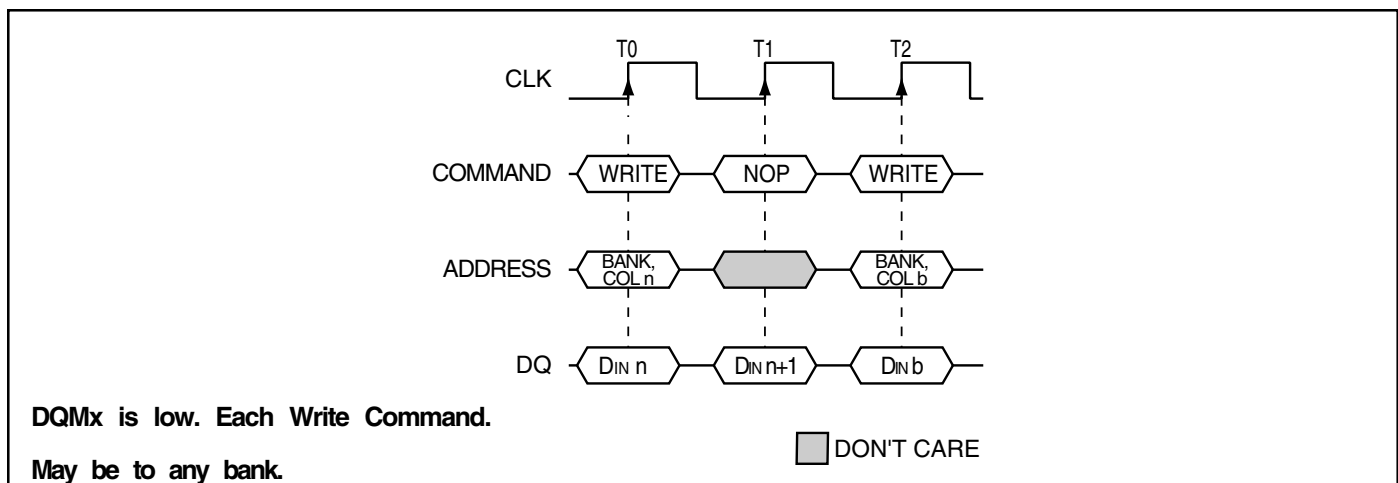 T0 T1 T2
CLK
COMMAND WRITE NOP WRITE
ADDRESS BANK, COL n BANK, COL b
DQ DIN n DIN n+1 DIN b
DQMx is low. Each Write Command.
May be to any bank.
DON'T CARE